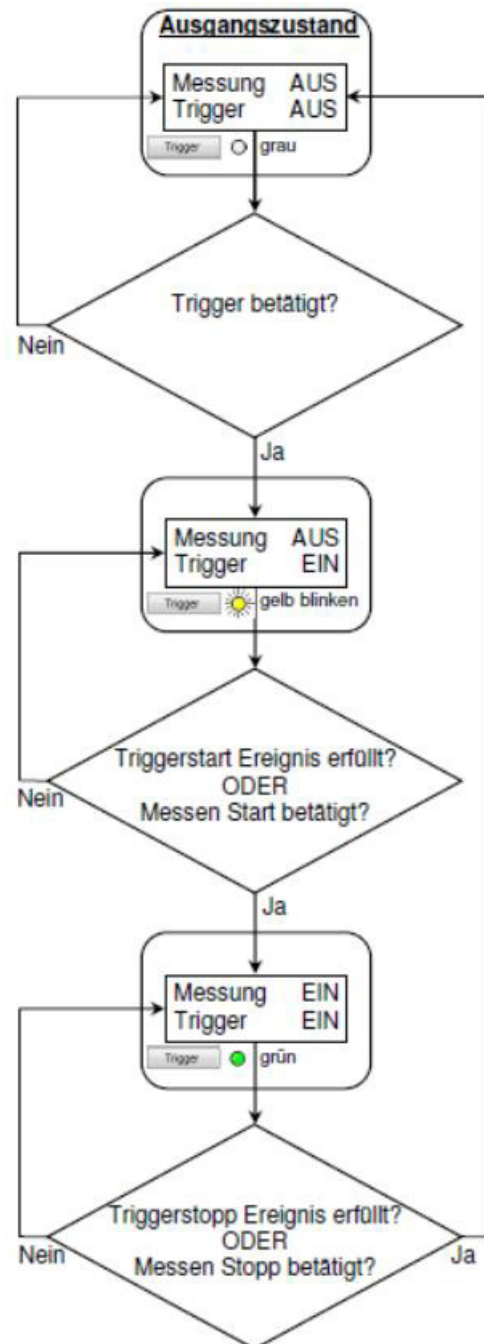 Ausgangszustand
Messung AUS
Trigger AUS
Trigger grau
Trigger betätigt?
Nein
Ja
Messung AUS
Trigger EIN
Trigger gelb blinken
Triggerstart Ereignis erfüllt?
ODER
Messen Start betätigt?
Nein
Ja
Messung EIN
Trigger EIN
Trigger grün
Triggerstopp Ereignis erfüllt?
ODER
Messen Stopp betätigt?
Nein
Ja